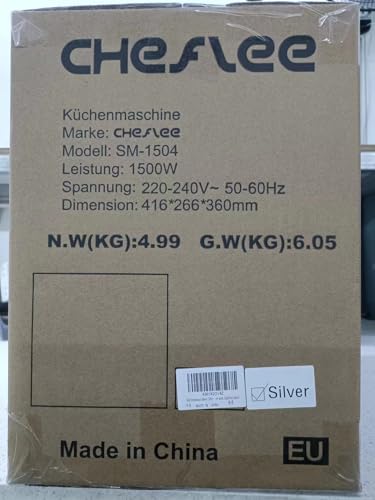 CHEFLEE
Küchenmaschine
Marke: CHEFLEE
Modell: SM-1504
Leistung: 1500W
Spannung: 220-240V~ 50-60Hz
Dimension: 416*266*360mm
N.W(KG):4.99 G.W(KG):6.05
Silver
Made in China
EU